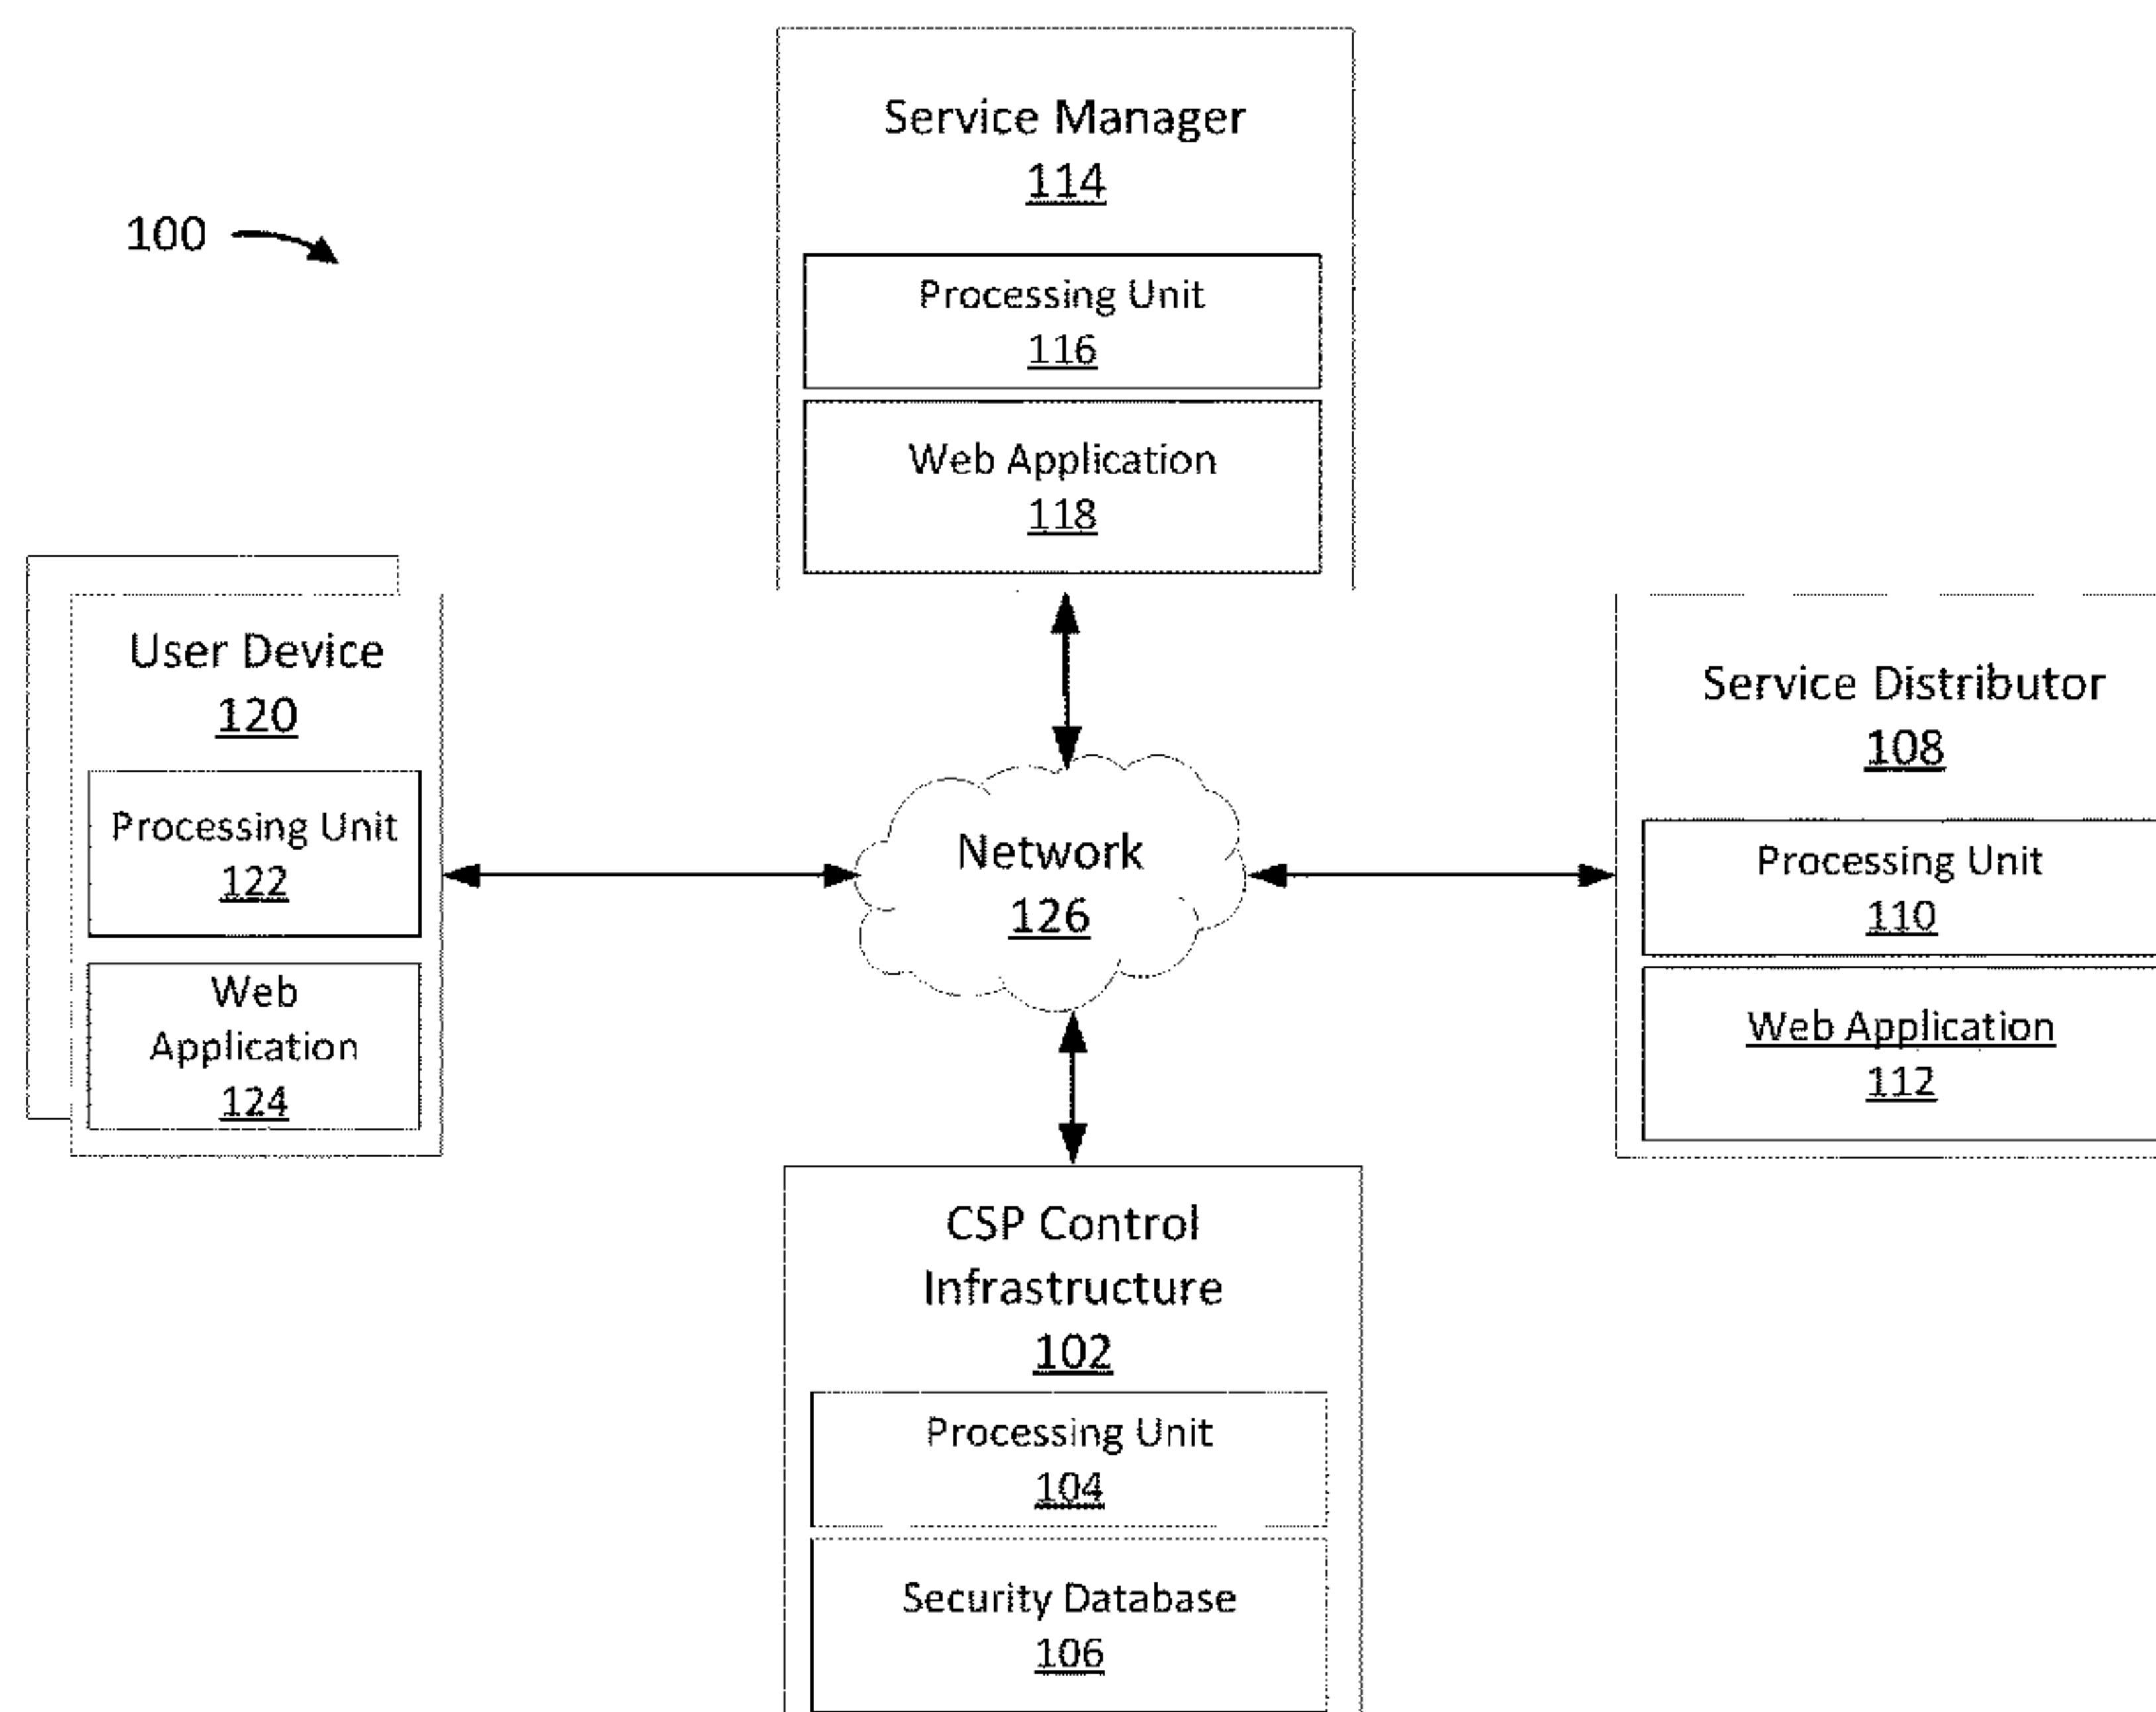 Service Manager
114
100
Processing Unit
116
Web Application
118
User Device
120
Processing Unit
122
Web
Application
124
Network
126
Service Distributor
108
Processing Unit
110
Web Application
112
CSP Control
Infrastructure
102
Processing Unit
104
Security Database
106